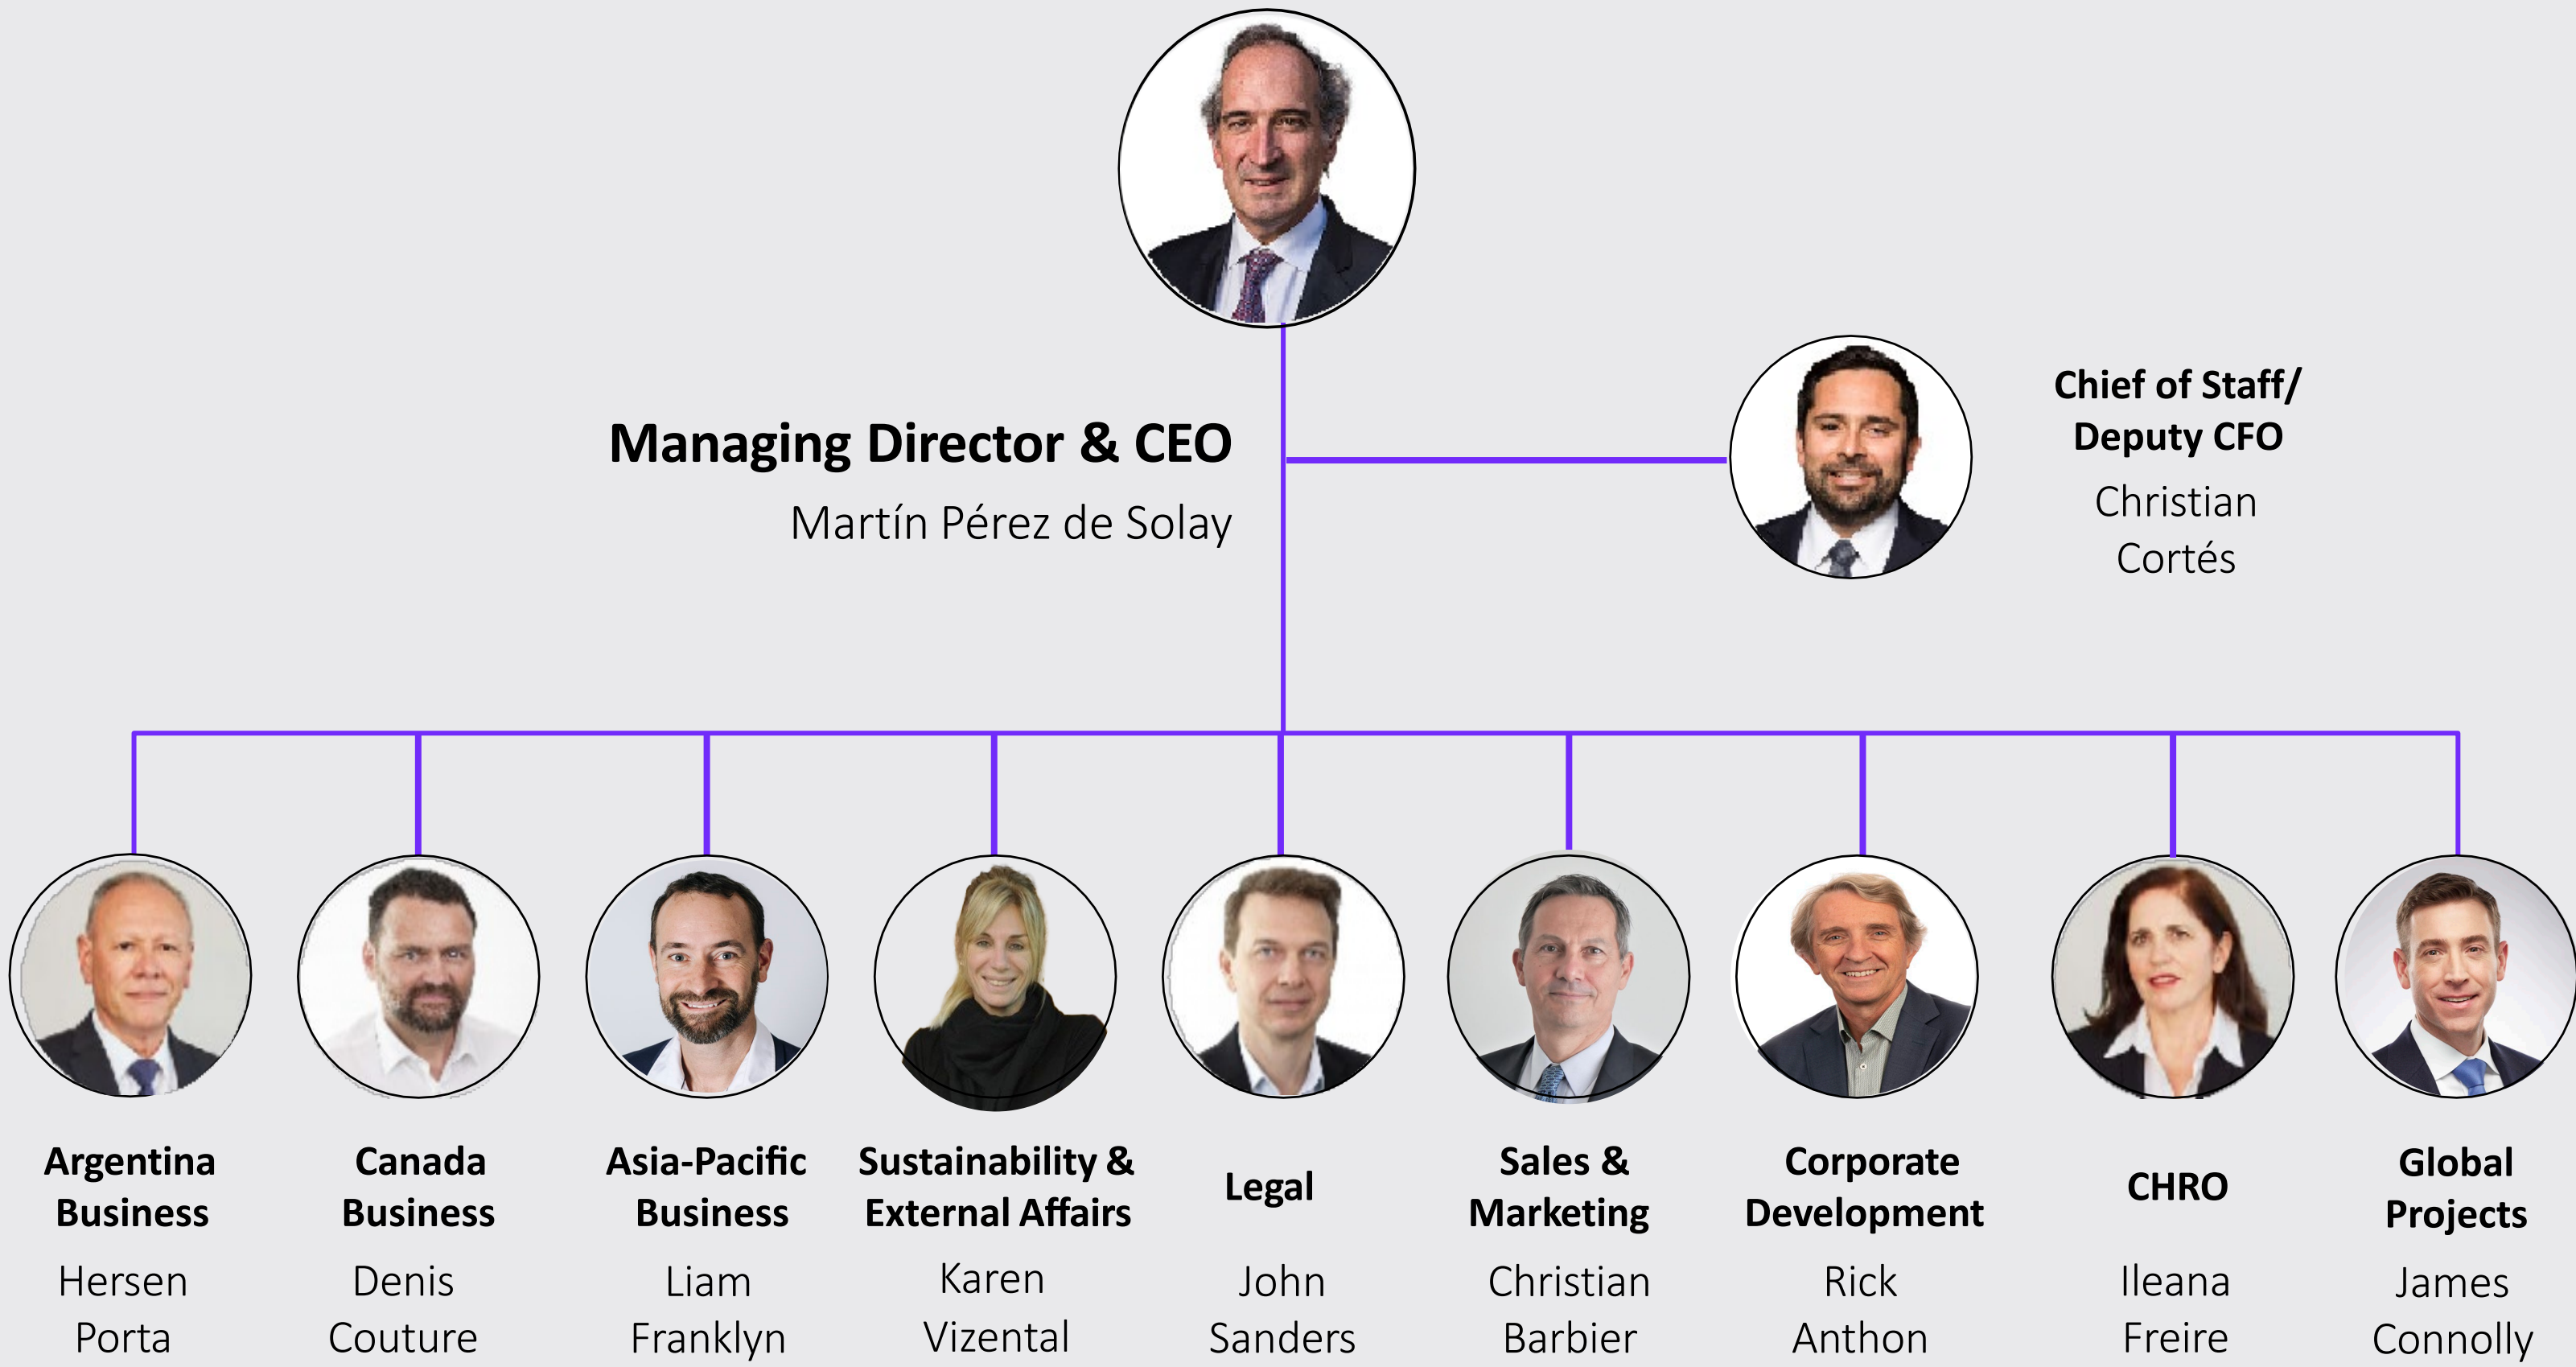 Managing Director & CEO
Martín Pérez de Solay
Chief of Staff/
Deputy CFO
Christian
Cortés
Argentina
Business
Hersen
Porta
Canada
Business
Denis
Couture
Asia-Pacific
Business
Liam
Franklyn
Sustainability &
External Affairs
Karen
Vizental
Legal
John
Sanders
Sales &
Marketing
Christian
Barbier
Corporate
Development
Rick
Anthon
CHRO
Ileana
Freire
Global
Projects
James
Connolly